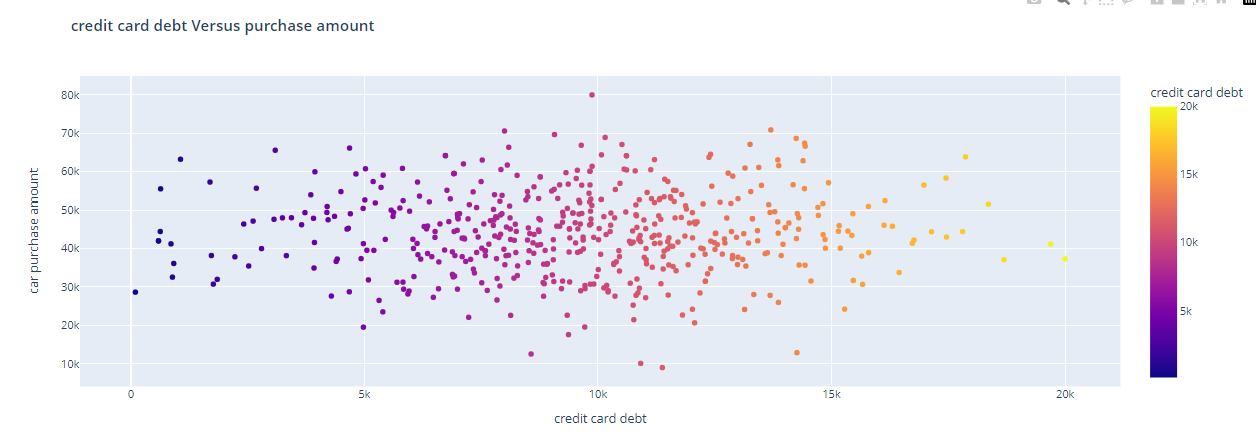 credit card debt Versus purchase amount
credit card debt
80k
70k
60k
50k
40k
30k
20k
10k
car purchase amount
0
5k
10k
15k
20k
credit card debt
20k
15k
10k
5k